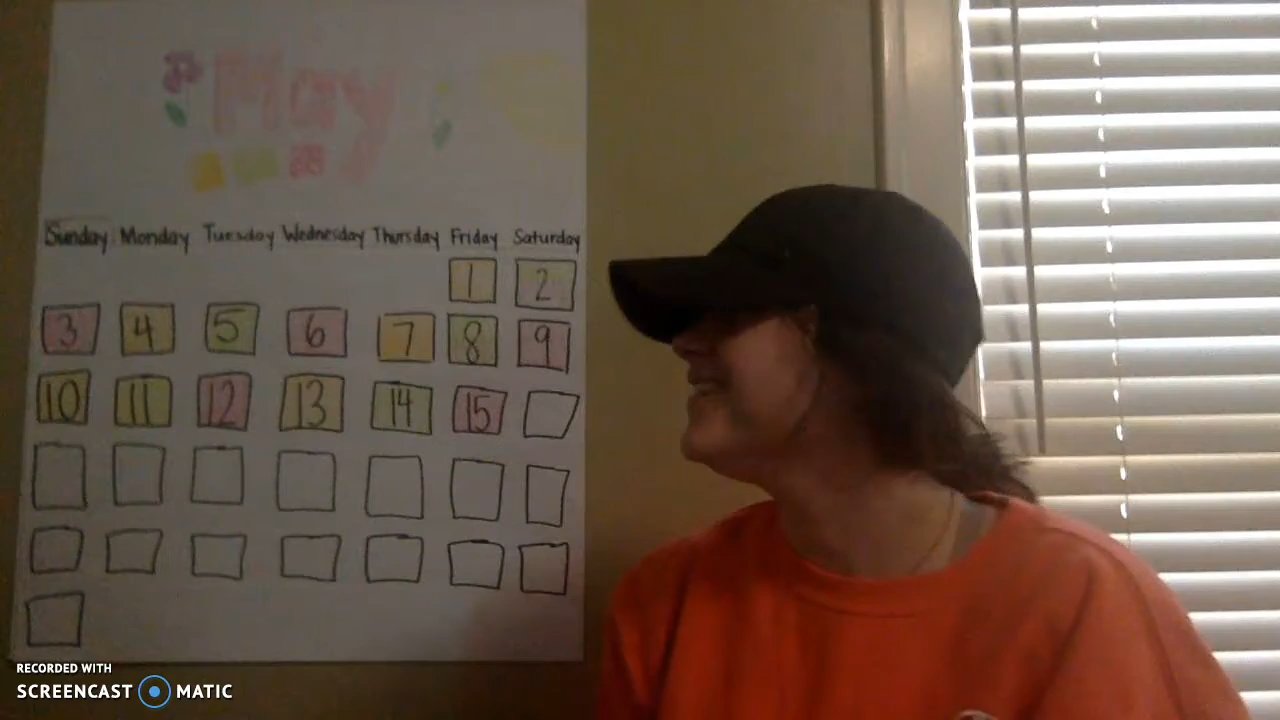 May
Sunday Monday Tuesday Wednesday Thursday Friday Saturday
1 2
3 4 5 6 7 8 9
10 11 12 13 14 15
RECORDED WITH
SCREENCAST MATIC